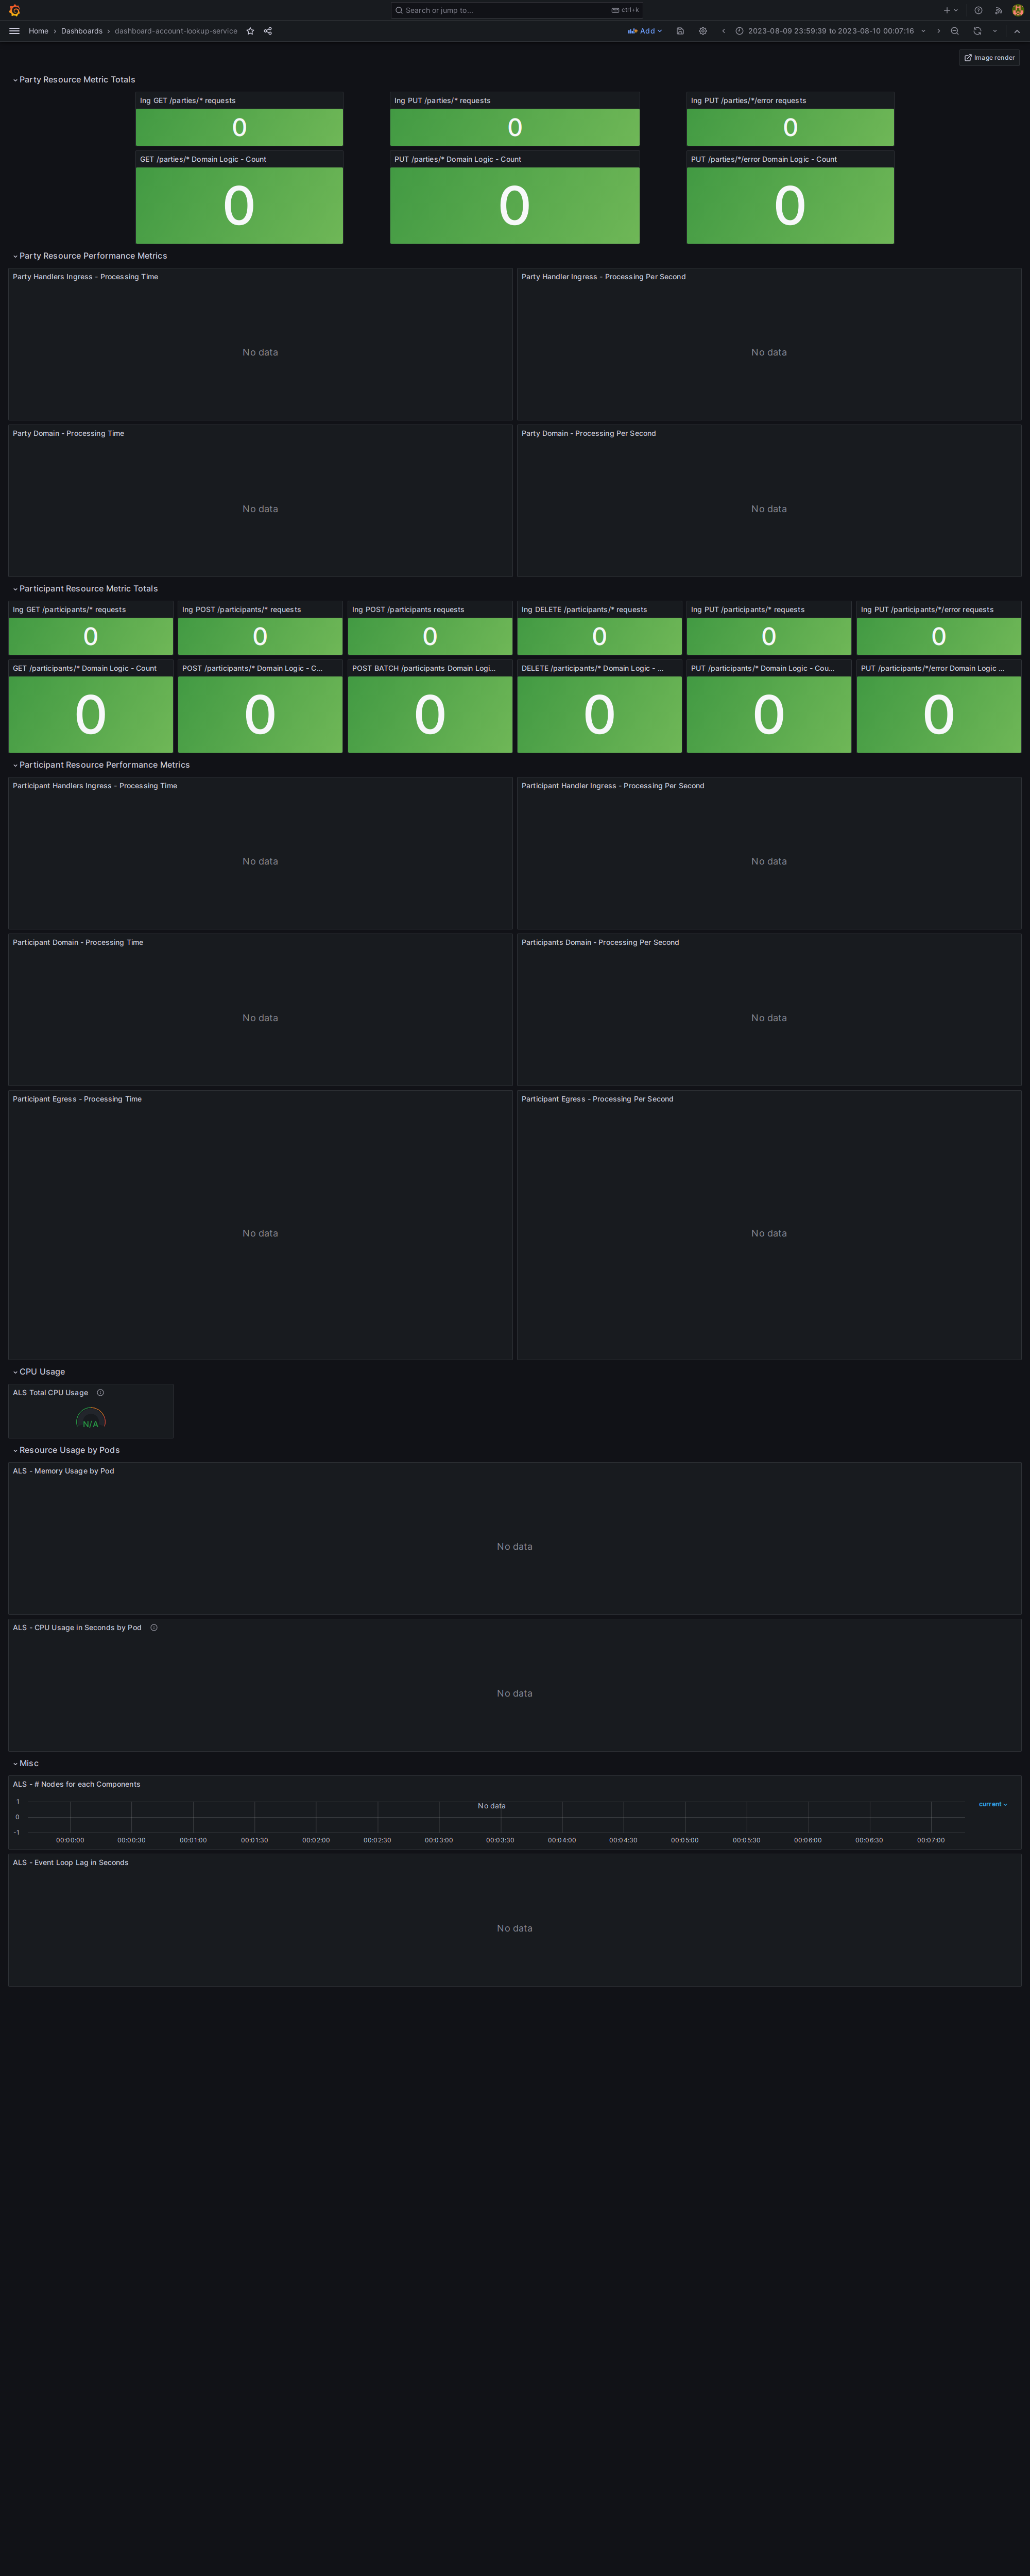 Search or jump to...
ctrl+k
Home
Dashboards
dashboard-account-lookup-service
Add
2023-08-09 23:59:39 to 2023-08-10 00:07:16
Image render
Party Resource Metric Totals
Ing GET /parties/* requests
Ing PUT /parties/* requests
Ing PUT /parties/*/error requests
0
0
0
GET /parties/* Domain Logic - Count
PUT /parties/* Domain Logic - Count
PUT /parties/*/error Domain Logic - Count
0
0
0
Party Resource Performance Metrics
Party Handlers Ingress - Processing Time
Party Handler Ingress - Processing Per Second
No data
No data
Party Domain - Processing Time
Party Domain - Processing Per Second
No data
No data
Participant Resource Metric Totals
Ing GET /participants/* requests
Ing POST /participants/* requests
Ing POST /participants requests
Ing DELETE /participants/* requests
Ing PUT /participants/* requests
Ing PUT /participants/*/error requests
0
0
0
0
0
0
GET /participants/* Domain Logic - Count
POST /participants/* Domain Logic - C...
POST BATCH /participants Domain Logi...
DELETE /participants/* Domain Logic - ...
PUT /participants/* Domain Logic - Cou...
PUT /participants/*/error Domain Logic ...
0
0
0
0
0
0
Participant Resource Performance Metrics
Participant Handlers Ingress - Processing Time
Participant Handler Ingress - Processing Per Second
No data
No data
Participant Domain - Processing Time
Participants Domain - Processing Per Second
No data
No data
Participant Egress - Processing Time
Participant Egress - Processing Per Second
No data
No data
CPU Usage
ALS Total CPU Usage
N/A
Resource Usage by Pods
ALS - Memory Usage by Pod
No data
ALS - CPU Usage in Seconds by Pod
No data
Misc
ALS - # Nodes for each Components
1
0
-1
No data
current
00:00:00
00:00:30
00:01:00
00:01:30
00:02:00
00:02:30
00:03:00
00:03:30
00:04:00
00:04:30
00:05:00
00:05:30
00:06:00
00:06:30
00:07:00
ALS - Event Loop Lag in Seconds
No data